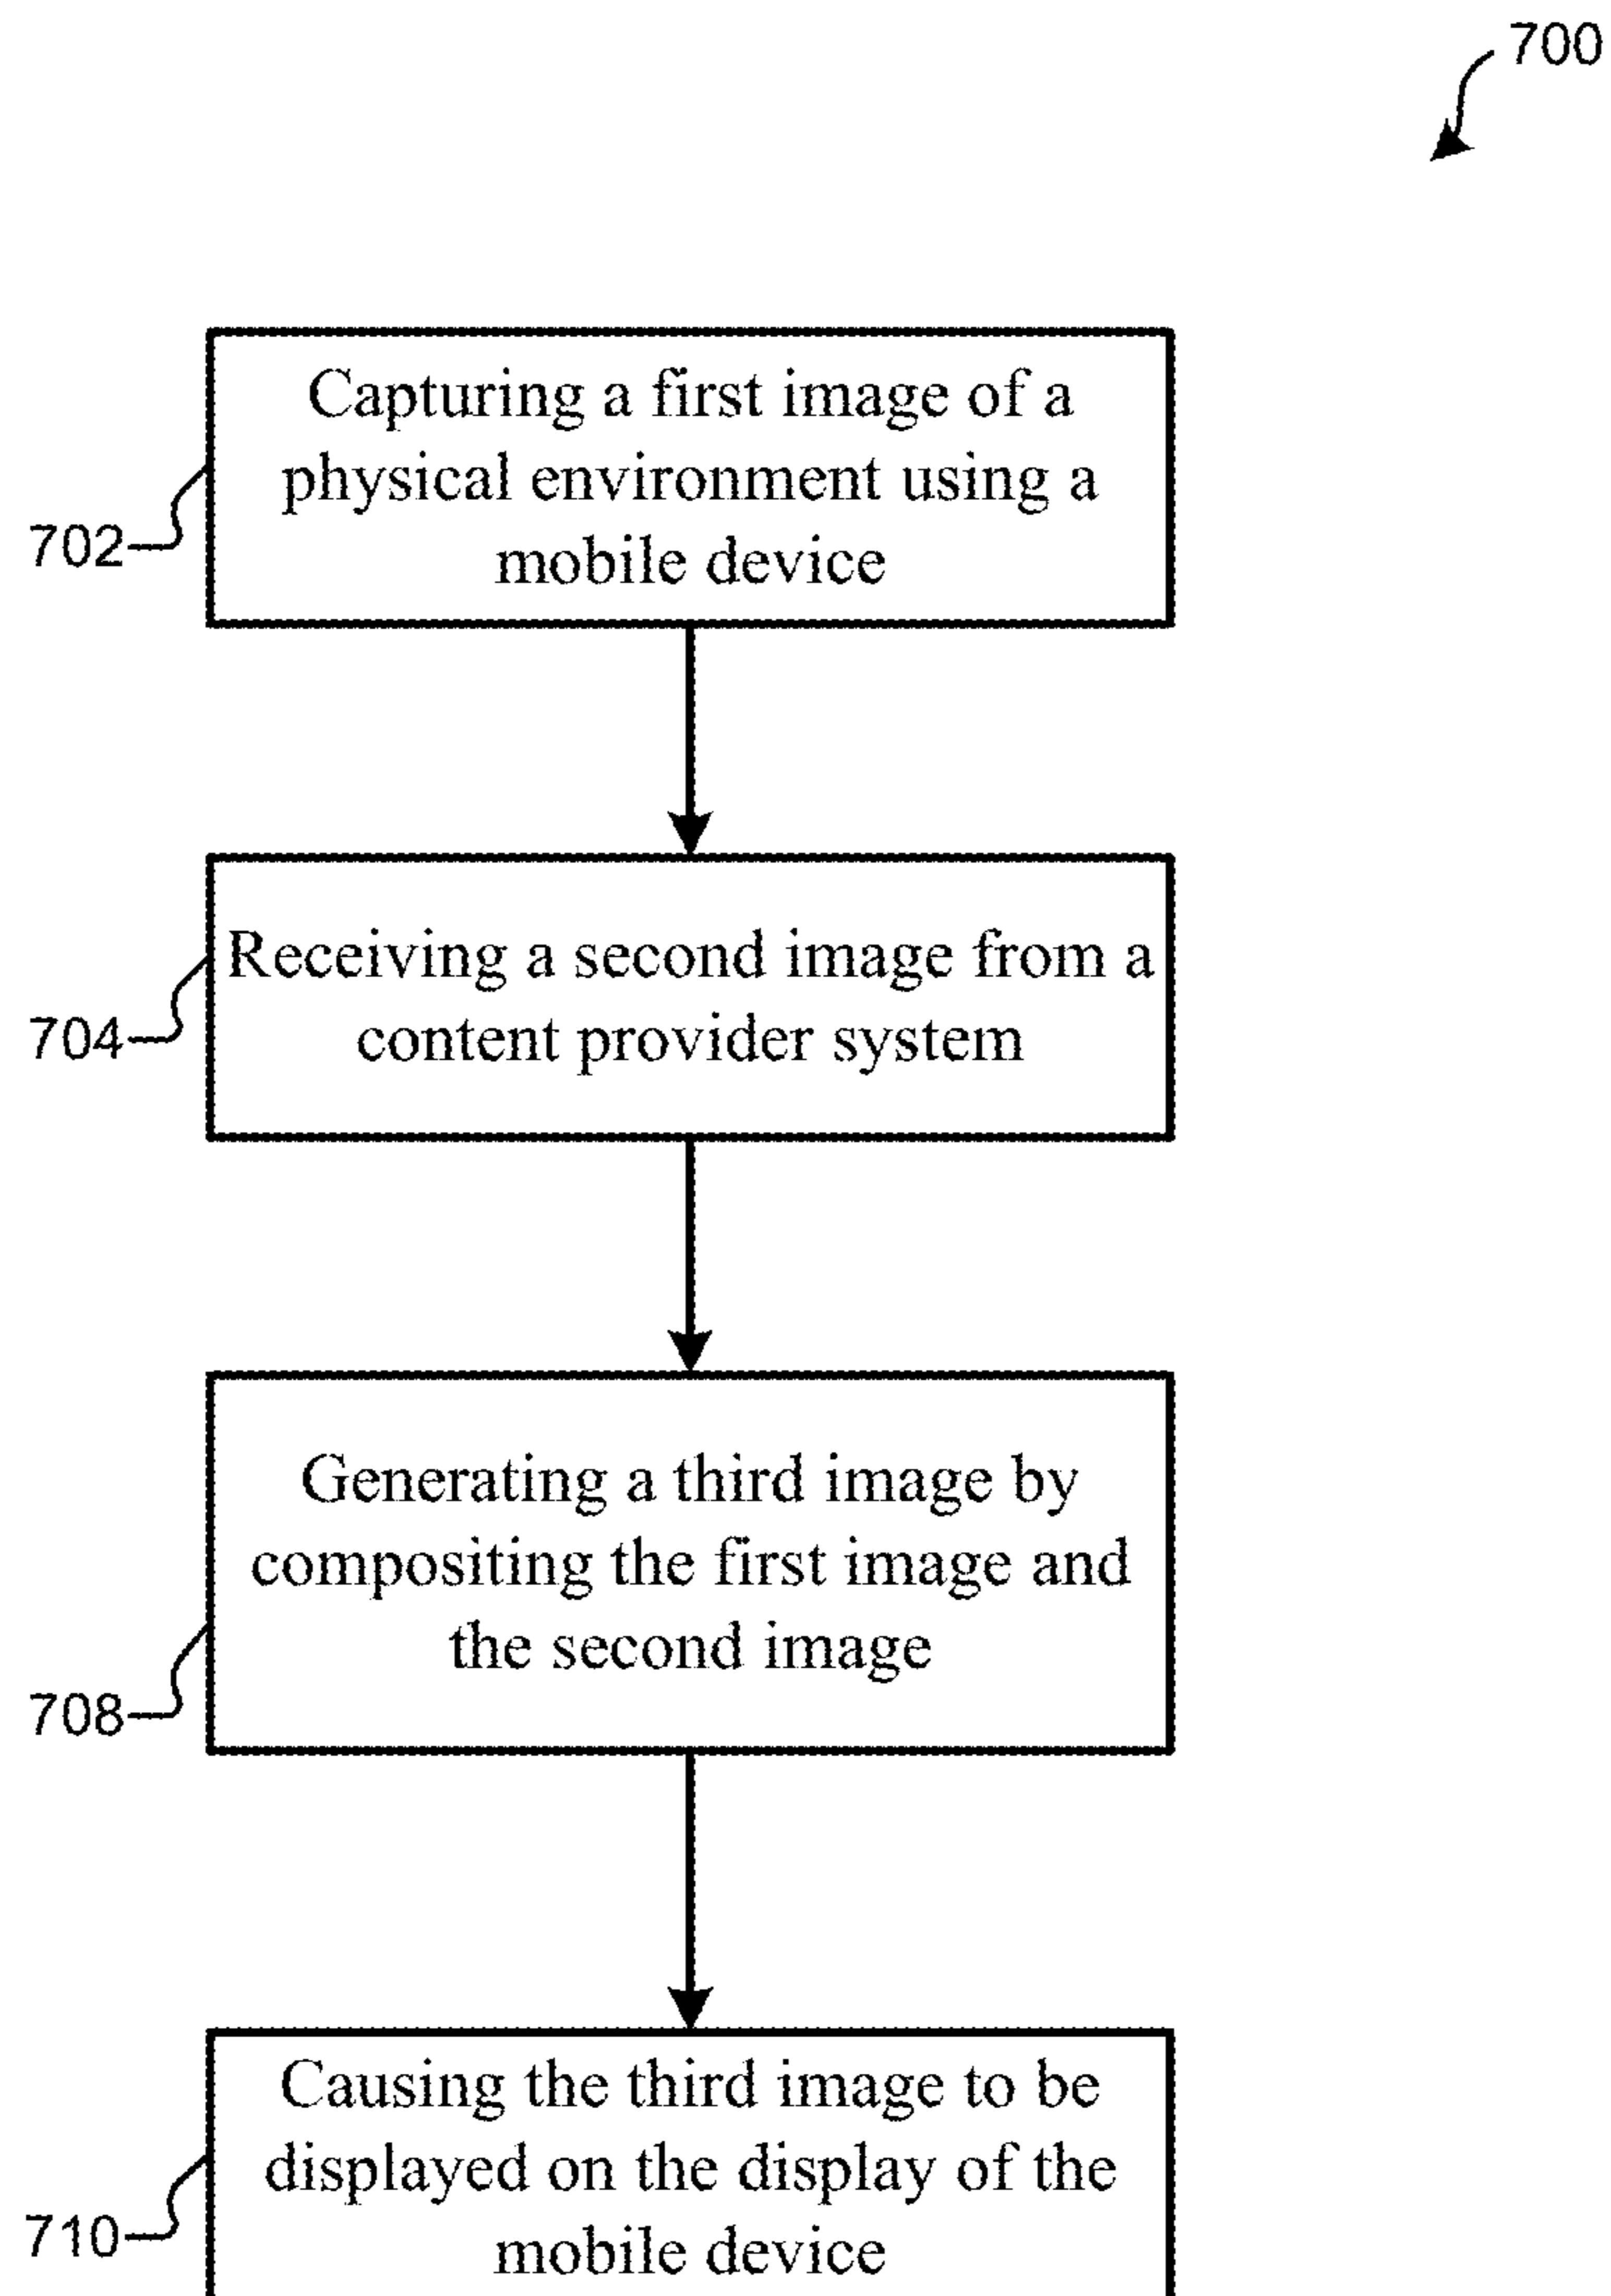 700
Capturing a first image of a
physical environment using a
mobile device
702
Receiving a second image from a
content provider system
704
Generating a third image by
compositing the first image and
the second image
708
Causing the third image to be
displayed on the display of the
mobile device
710